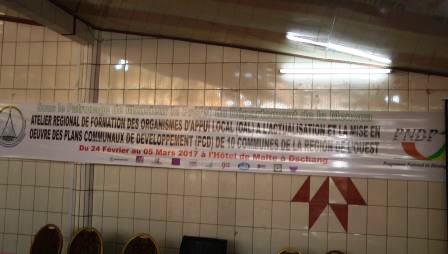 ATELIER REGIONAL DE FORMATION DES ORGANISMES D'APPUI LOCAL (OAL) A L'ACTUALISATION ET LA MISE EN
OEUVRE DES PLANS COMMUNAUX DE DEVELOPPEMENT (PCD) DE 10 COMMUNES DE LA REGION DE L'OUEST
Du 24 Février au 05 Mars 2017 à l'Hôtel de Malte à Dschang
PNDP